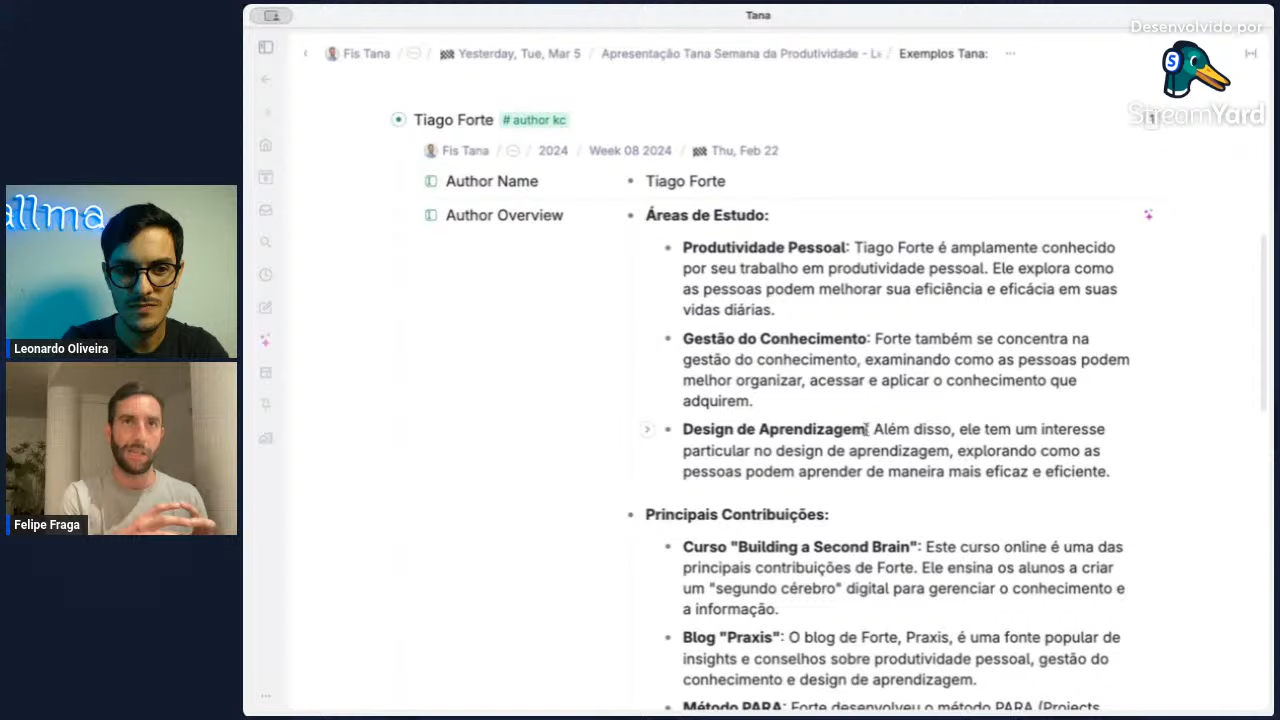 Tana
Desenvolvido por
StreamYard
Fis Tana / / Yesterday, Tue, Mar 5 / Apresentação Tana Semana da Produtividade - L / Exemplos Tana: ...
Tiago Forte # author kc
Fis Tana / / 2024 / Week 08 2024 / Thu, Feb 22
Author Name
Tiago Forte
Author Overview
Áreas de Estudo:
Produtividade Pessoal: Tiago Forte é amplamente conhecido
por seu trabalho em produtividade pessoal. Ele explora como
as pessoas podem melhorar sua eficiência e eficácia em suas
vidas diárias.
Gestão do Conhecimento: Forte também se concentra na
gestão do conhecimento, examinando como as pessoas podem
melhor organizar, acessar e aplicar o conhecimento que
adquirem.
Design de Aprendizagem: Além disso, ele tem um interesse
particular no design de aprendizagem, explorando como as
pessoas podem aprender de maneira mais eficaz e eficiente.
Principais Contribuições:
Curso "Building a Second Brain": Este curso online é uma das
principais contribuições de Forte. Ele ensina os alunos a criar
um "segundo cérebro" digital para gerenciar o conhecimento e
a informação.
Blog "Praxis": O blog de Forte, Praxis, é uma fonte popular de
insights e conselhos sobre produtividade pessoal, gestão do
conhecimento e design de aprendizagem.
Método PARA: Forte desenvolveu o método PARA (Projects,
allma
Leonardo Oliveira
Felipe Fraga